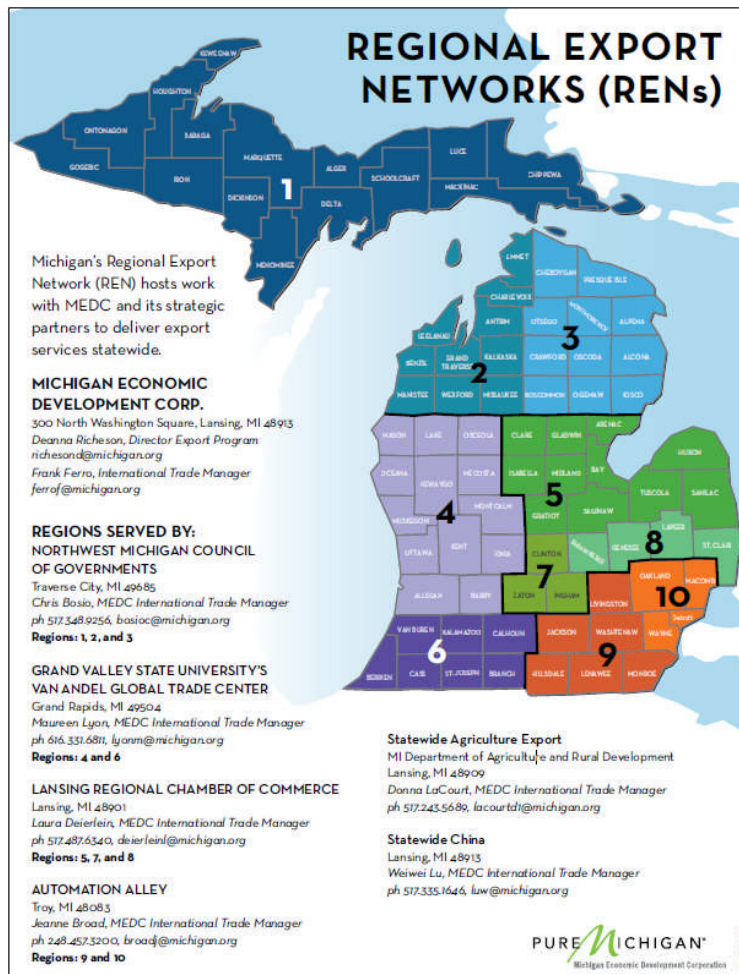 REGIONAL EXPORT
NETWORKS (RENs)
KEWEENAW
HOUGHTON
ONTONAGON
BARAGA
GOGEBIC
IRON
MARQUETTE
ALGER
LUCE
SCHOOLCRAFT
CHIPPEWA
MACKINAC
DICKINSON
DELTA
MENOMINEE
1
Michigan's Regional Export
Network (REN) hosts work
with MEDC and its strategic
partners to deliver export
services statewide.
MICHIGAN ECONOMIC
DEVELOPMENT CORP.
300 North Washington Square, Lansing, MI 48913
Deanna Richeson, Director Export Program
richesond@michigan.org
Frank Ferro, International Trade Manager
ferrof@michigan.org
REGIONS SERVED BY:
NORTHWEST MICHIGAN COUNCIL
OF GOVERNMENTS
Traverse City, MI 49685
Chris Bosio, MEDC International Trade Manager
ph 517.348.9256, bosioc@michigan.org
Regions: 1, 2, and 3
GRAND VALLEY STATE UNIVERSITY'S
VAN ANDEL GLOBAL TRADE CENTER
Grand Rapids, MI 49504
Maureen Lyon, MEDC International Trade Manager
ph 616.331.6811, lyonm@michigan.org
Regions: 4 and 6
LANSING REGIONAL CHAMBER OF COMMERCE
Lansing, MI 48901
Laura Deierlein, MEDC International Trade Manager
ph 517.487.6340, deierleinl@michigan.org
Regions: 5, 7, and 8
AUTOMATION ALLEY
Troy, MI 48083
Jeanne Broad, MEDC International Trade Manager
ph 248.457.3200, broadj@michigan.org
Regions: 9 and 10
EMMET
CHARLEVOIX
ANTRIM
LEELANAU
BENZIE
GRAND
TRAVERSE
KALKASKA
MANISTEE
WEXFORD
MISSAUKEE
2
CHEBOYGAN
PRESQUE ISLE
OTSEGO
MONTMORENCY
ALPENA
CRAWFORD
OSCODA
ALCONA
ROSCOMMON
OGEMAW
IOSCO
3
MASON
LAKE
OSCEOLA
OCEANA
NEWAYGO
MECOSTA
MONTCALM
MUSKEGON
OTTAWA
KENT
IONIA
ALLEGAN
BARRY
4
CLARE
GLADWIN
ARENAC
ISABELLA
MIDLAND
BAY
GRATIOT
SAGINAW
HURON
TUSCOLA
SANILAC
5
SHIAWASSEE
GENESEE
LAPEER
ST. CLAIR
8
CLINTON
EATON
INGHAM
7
VAN BUREN
KALAMAZOO
CALHOUN
BERRIEN
CASS
ST. JOSEPH
BRANCH
6
LIVINGSTON
JACKSON
WASHTENAW
HILLSDALE
LENAWEE
MONROE
9
OAKLAND
MACOMB
WAYNE
Detroit
10
Statewide Agriculture Export
MI Department of Agriculture and Rural Development
Lansing, MI 48909
Donna LaCourt, MEDC International Trade Manager
ph 517.243.5689, lacourtd1@michigan.org
Statewide China
Lansing, MI 48913
Weiwei Lu, MEDC International Trade Manager
ph 517.335.1646, luw@michigan.org
PURE MICHIGAN
Michigan Economic Development Corporation